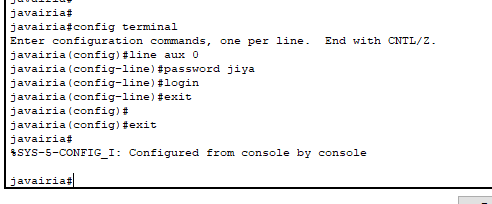 javairia#
javairia#
javairia#config terminal
Enter configuration commands, one per line.  End with CNTL/Z.
javairia(config)#line aux 0
javairia(config-line)#password jiya
javairia(config-line)#login
javairia(config-line)#exit
javairia(config)#
javairia(config)#exit
javairia#
%SYS-5-CONFIG_I: Configured from console by console
javairia#